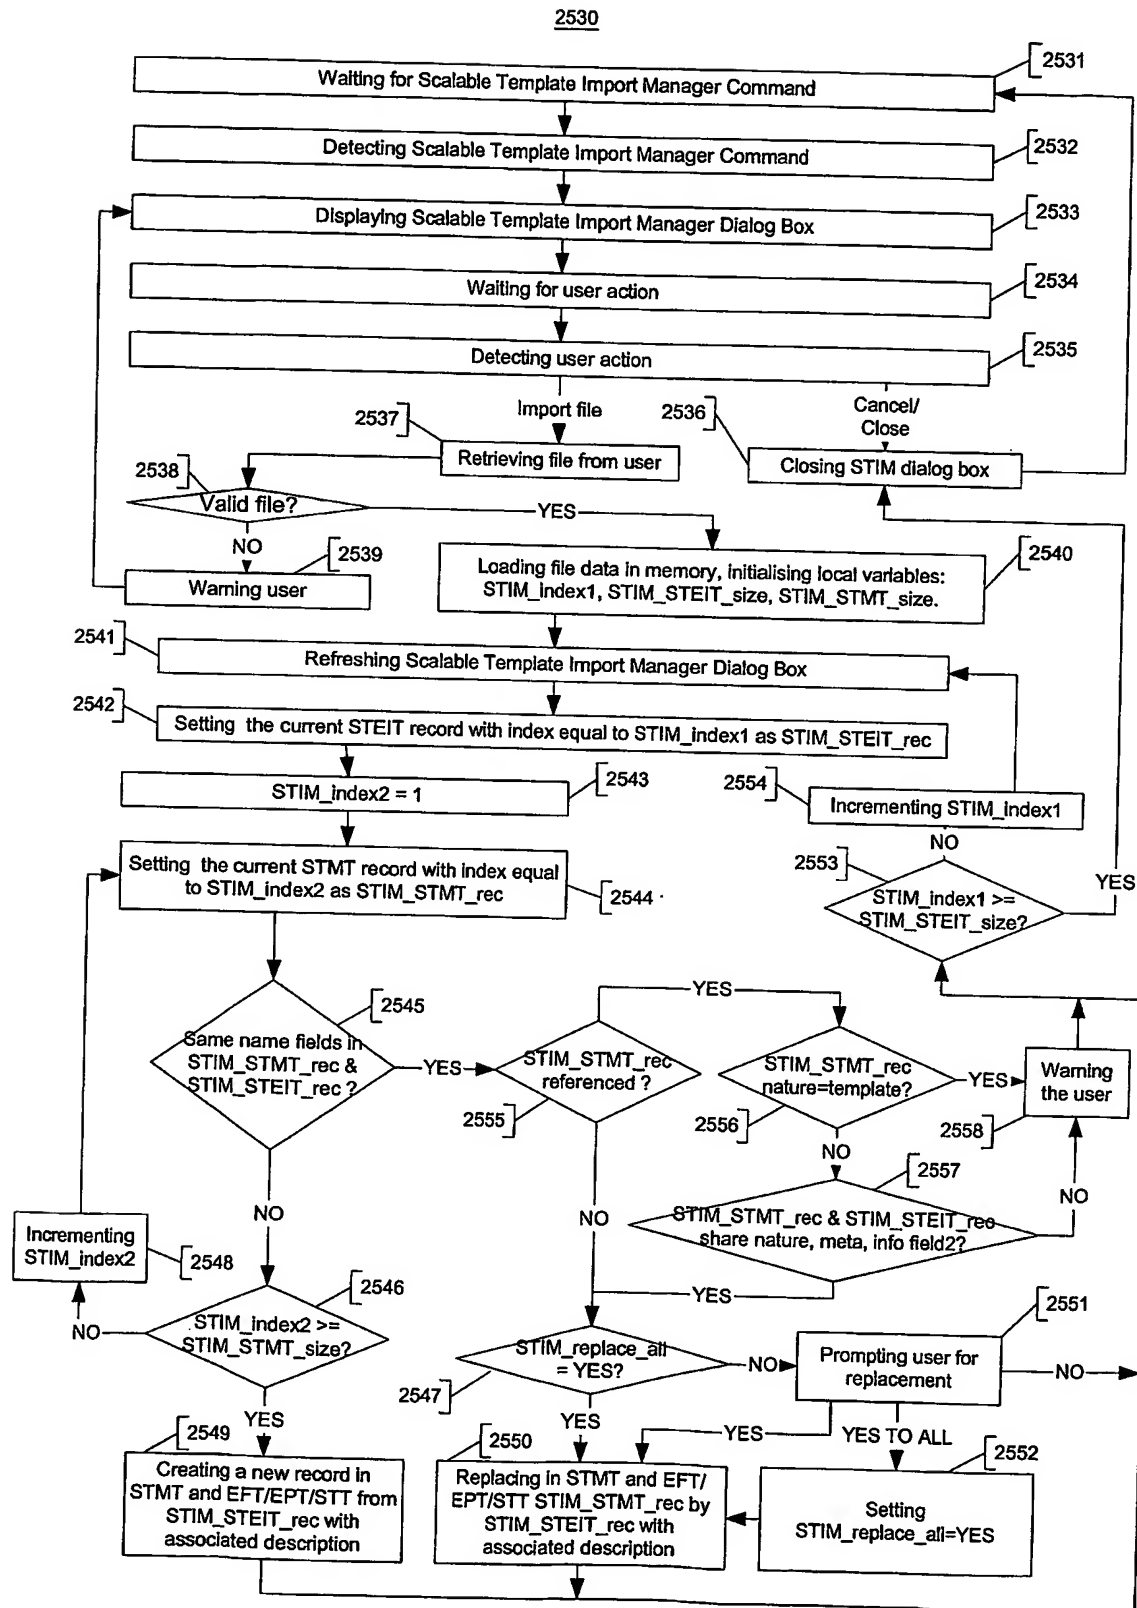 2530
Waiting for Scalable Template Import Manager Command
2531
Detecting Scalable Template Import Manager Command
2532
Displaying Scalable Template Import Manager Dialog Box
2533
Waiting for user action
2534
Detecting user action
2535
Import file
Cancel/
Close
2537
2536
Retrieving file from user
Closing STIM dialog box
2538
Valid file?
YES
NO
2539
Warning user
2540
Loading file data in memory, initialising local variables:
STIM_index1, STIM_STEIT_size, STIM_STMT_size.
2541
Refreshing Scalable Template Import Manager Dialog Box
2542
Setting the current STEIT record with index equal to STIM_index1 as STIM_STEIT_rec
2543
STIM_index2 = 1
2554
Incrementing STIM_index1
NO
Setting the current STMT record with index equal
to STIM_index2 as STIM_STMT_rec
2544
2553
STIM_index1 >=
STIM_STEIT_size?
YES
2545
Same name fields in
STIM_STMT_rec &
STIM_STEIT_rec ?
YES
STIM_STMT_rec
referenced ?
2555
YES
STIM_STMT_rec
nature=template?
2556
YES
Warning
the user
2558
NO
2557
STIM_STMT_rec & STIM_STEIT_rec
share nature, meta, info field2?
NO
YES
NO
NO
Incrementing
STIM_index2
2548
2546
STIM_index2 >=
STIM_STMT_size?
NO
YES
STIM_replace_all
= YES?
2547
NO
2551
Prompting user for
replacement
NO
YES
YES
YES TO ALL
2549
Creating a new record in
STMT and EFT/EPT/STT from
STIM_STEIT_rec with
associated description
2550
Replacing in STMT and EFT/
EPT/STT STIM_STMT_rec by
STIM_STEIT_rec with
associated description
2552
Setting
STIM_replace_all=YES